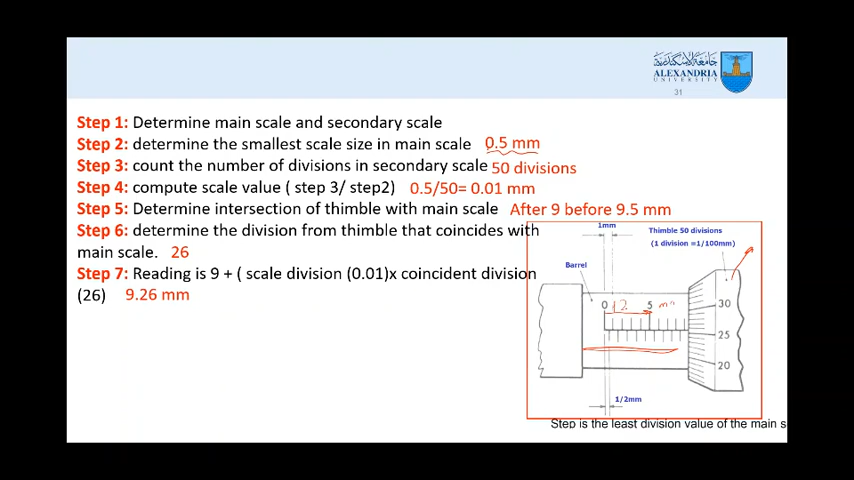 جامعة الإسكندرية
ALEXANDRIA
UNIVERSITY
31
Step 1: Determine main scale and secondary scale
Step 2: determine the smallest scale size in main scale 0.5 mm
Step 3: count the number of divisions in secondary scale 50 divisions
Step 4: compute scale value ( step 3/ step2) 0.5/50= 0.01 mm
Step 5: Determine intersection of thimble with main scale After 9 before 9.5 mm
Step 6: determine the division from thimble that coincides with
main scale. 26
Step 7: Reading is 9 + ( scale division (0.01)x coincident division
(26) 9.26 mm
1mm
Thimble 50 divisions
(1 division =1/100mm)
Barrel
0 12 5
30
25
20
1/2mm
Step is the least division value of the main s